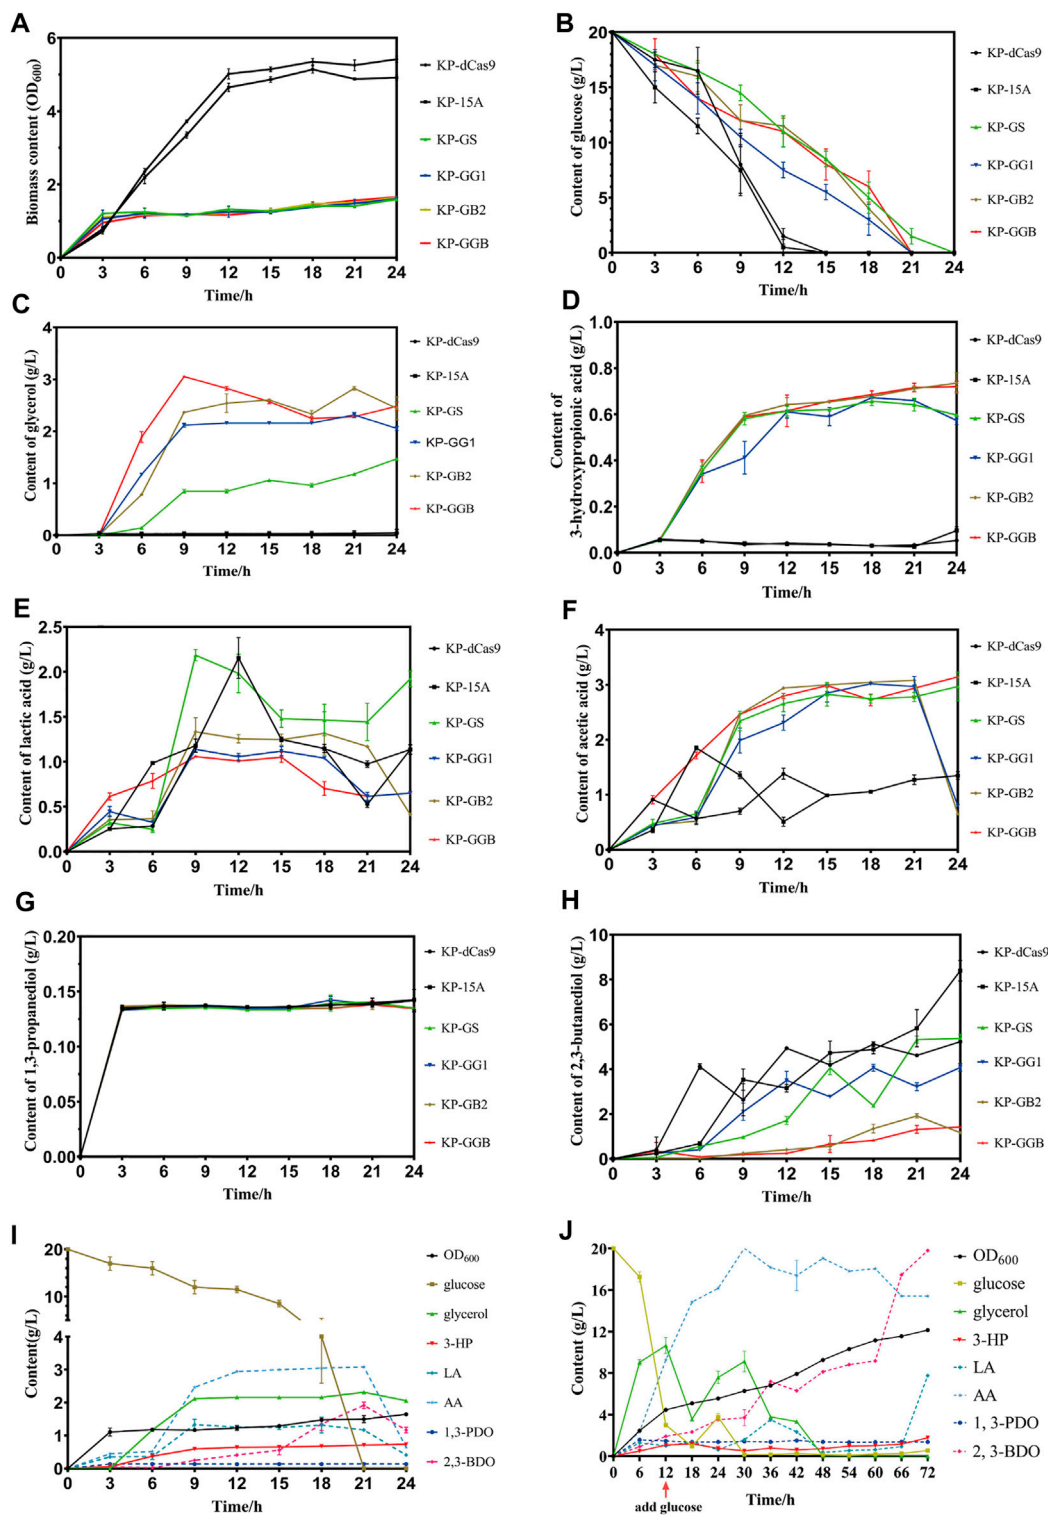 A
Biomass content (OD600)
6
4
2
0
0 3 6 9 12 15 18 21 24
Time/h
KP-dCas9
KP-15A
KP-GS
KP-GG1
KP-GB2
KP-GGB
B
Content of glucose (g/L)
20
15
10
5
0
0 3 6 9 12 15 18 21 24
Time/h
KP-dCas9
KP-15A
KP-GS
KP-GG1
KP-GB2
KP-GGB
C
Content of glycerol (g/L)
4
3
2
1
0
0 3 6 9 12 15 18 21 24
Time/h
KP-dCas9
KP-15A
KP-GS
KP-GG1
KP-GB2
KP-GGB
D
Content of
3-hydroxypropionic acid (g/L)
1.0
0.8
0.6
0.4
0.2
0.0
0 3 6 9 12 15 18 21 24
Time/h
KP-dCas9
KP-15A
KP-GS
KP-GG1
KP-GB2
KP-GGB
E
Content of lactic acid (g/L)
2.5
2.0
1.5
1.0
0.5
0.0
0 3 6 9 12 15 18 21 24
Time/h
KP-dCas9
KP-15A
KP-GS
KP-GG1
KP-GB2
KP-GGB
F
Content of acetic acid (g/L)
4
3
2
1
0
0 3 6 9 12 15 18 21 24
Time/h
KP-dCas9
KP-15A
KP-GS
KP-GG1
KP-GB2
KP-GGB
G
Content of 1,3-propanediol (g/L)
0.20
0.15
0.10
0.05
0.00
0 3 6 9 12 15 18 21 24
Time/h
KP-dCas9
KP-15A
KP-GS
KP-GG1
KP-GB2
KP-GGB
H
Content of 2,3-butanediol (g/L)
10
8
6
4
2
0
0 3 6 9 12 15 18 21 24
Time/h
KP-dCas9
KP-15A
KP-GS
KP-GG1
KP-GB2
KP-GGB
I
Content(g/L)
20
10
4
3
2
1
0
0 3 6 9 12 15 18 21 24
Time/h
OD600
glucose
glycerol
3-HP
LA
AA
1,3-PDO
2,3-BDO
J
Content (g/L)
20
16
12
8
4
0
0 6 12 18 24 30 36 42 48 54 60 66 72
add glucose
Time/h
OD600
glucose
glycerol
3-HP
LA
AA
1, 3-PDO
2, 3-BDO